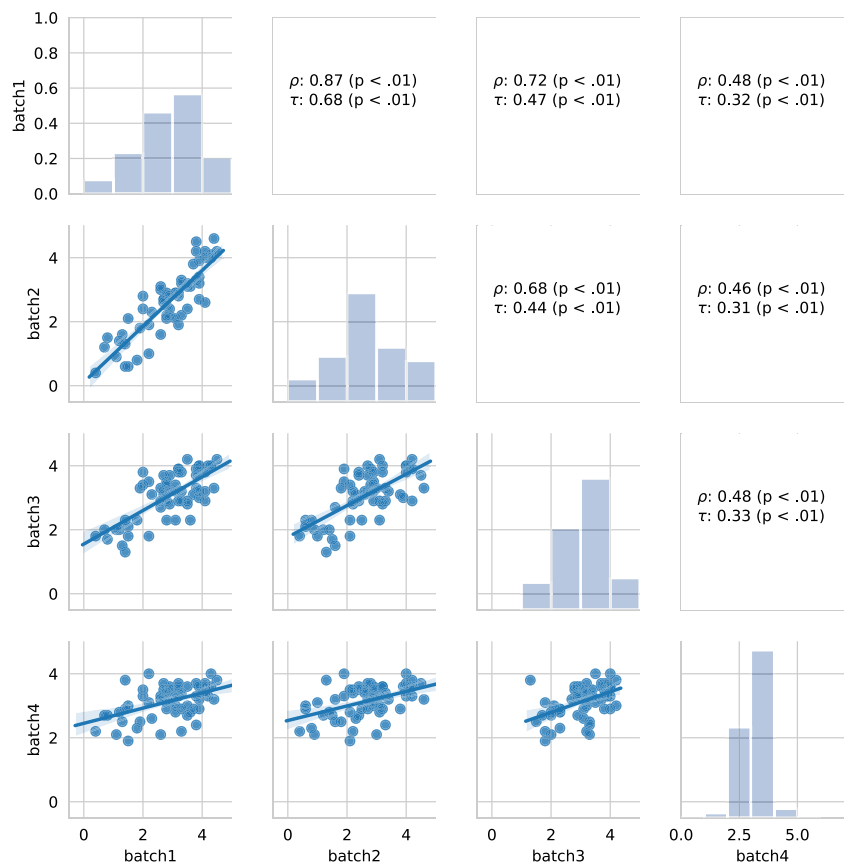 1.0
0.8
0.6
0.4
0.2
0.0
batch1
ρ: 0.87 (p < .01)
τ: 0.68 (p < .01)
ρ: 0.72 (p < .01)
τ: 0.47 (p < .01)
ρ: 0.48 (p < .01)
τ: 0.32 (p < .01)
4
2
0
batch2
ρ: 0.68 (p < .01)
τ: 0.44 (p < .01)
ρ: 0.46 (p < .01)
τ: 0.31 (p < .01)
4
2
0
batch3
ρ: 0.48 (p < .01)
τ: 0.33 (p < .01)
4
2
0
batch4
0 2 4
0 2 4
0 2 4
0.0 2.5 5.0
batch1
batch2
batch3
batch4